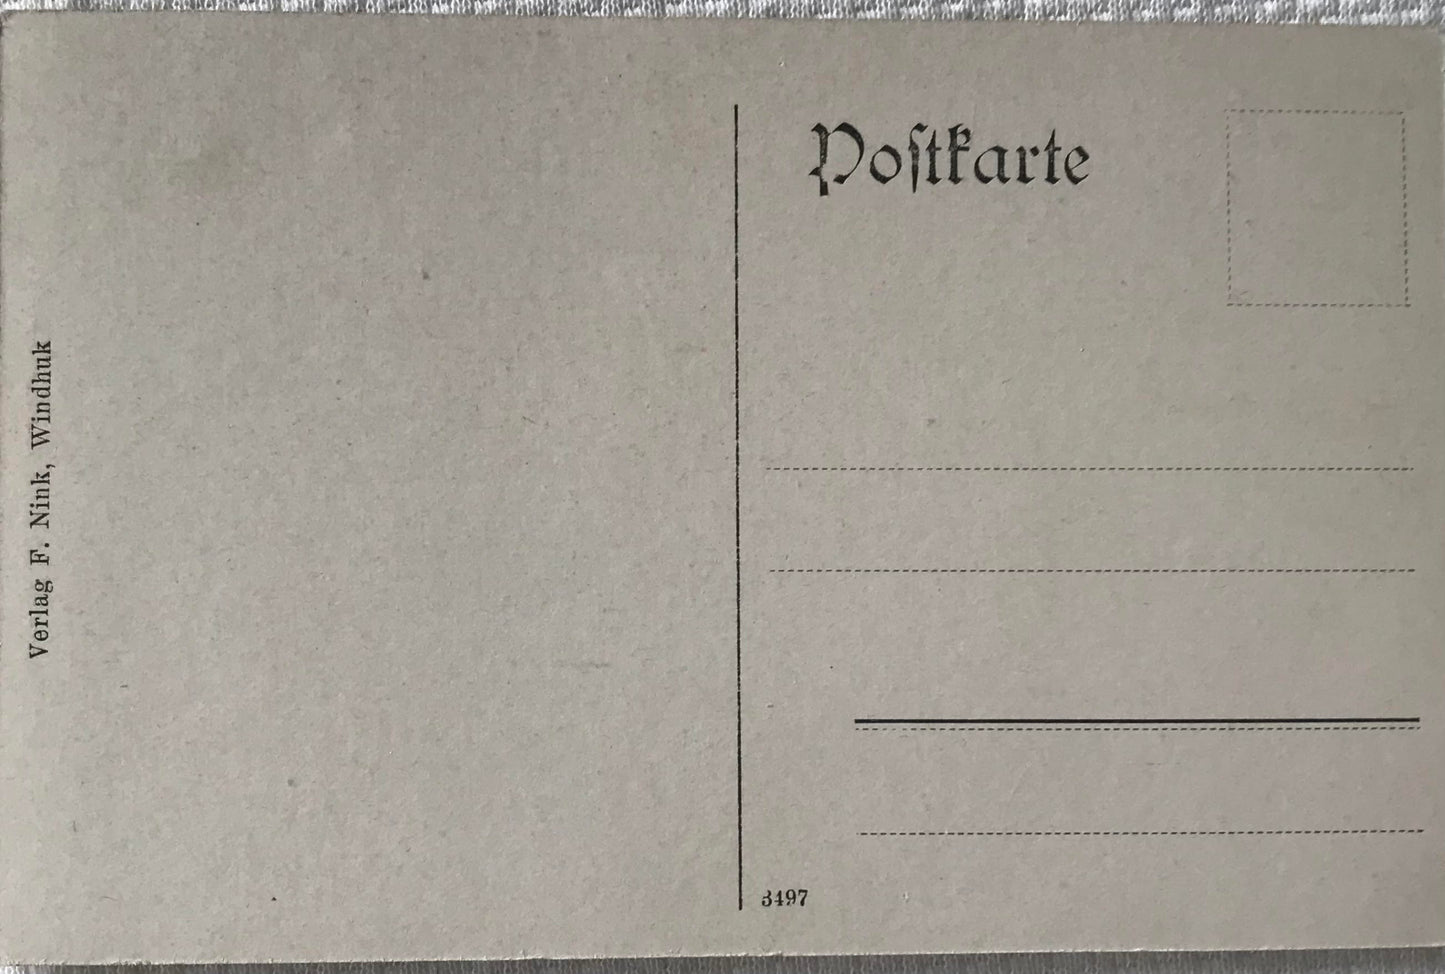 Verlag F. Nink, Windhuk
Poſtkarte
3497